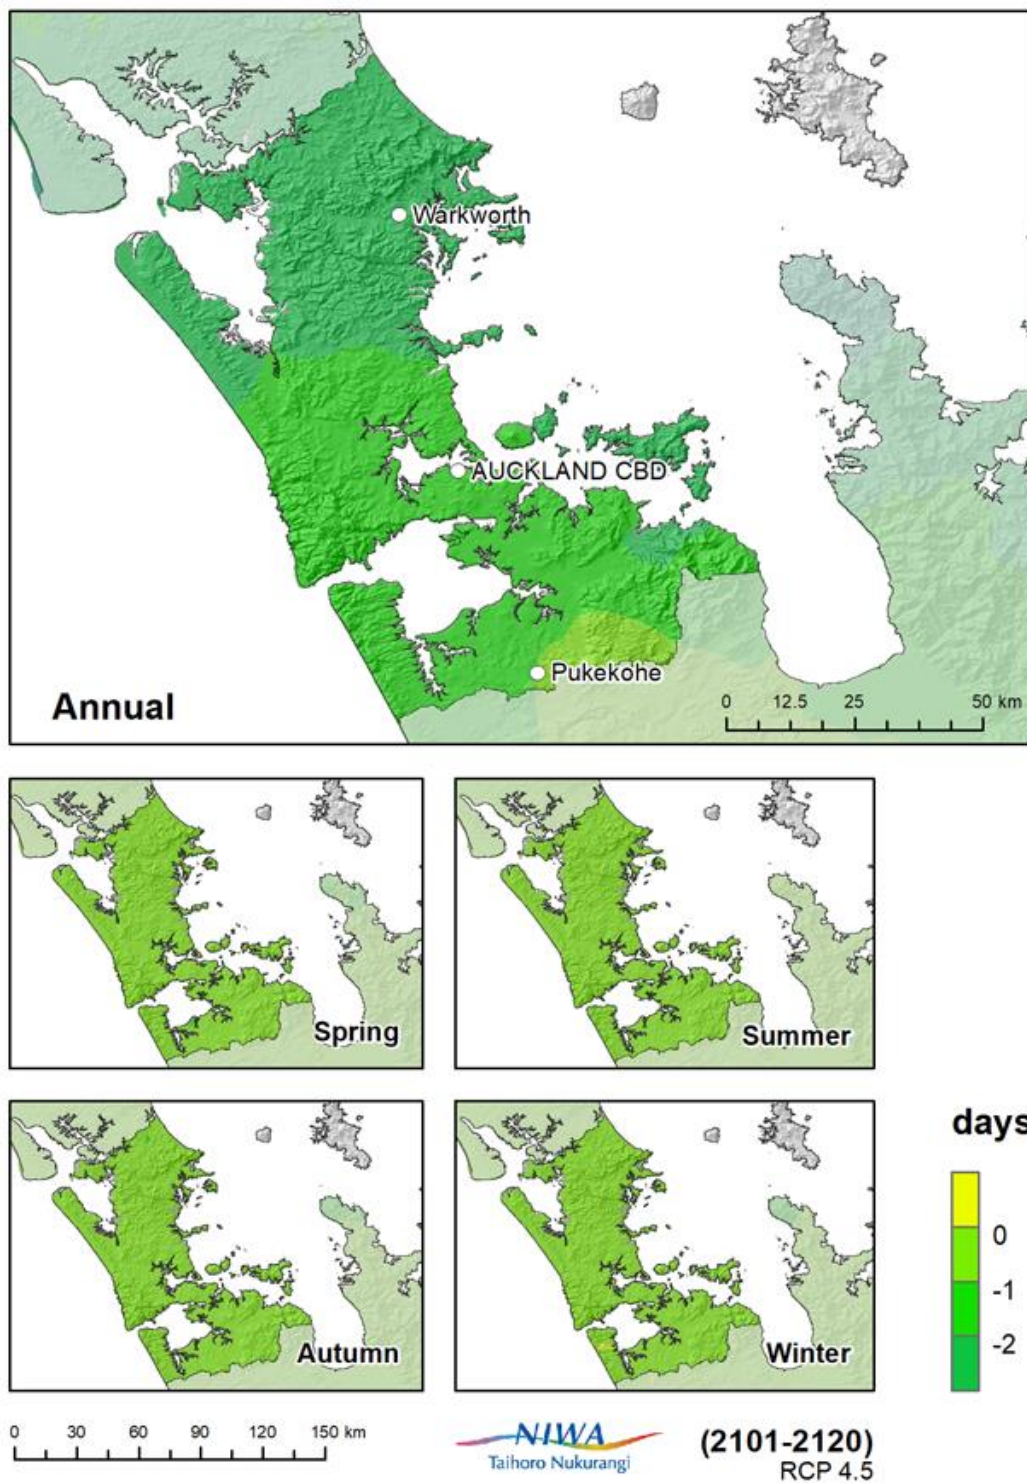 Warkworth
AUCKLAND CBD
Pukekohe
Annual
0 12.5 25 50 km
Spring
Summer
Autumn
Winter
days
0
-1
-2
0 30 60 90 120 150 km
NIWA
Taihoro Nukurangi
(2101-2120)
RCP 4.5